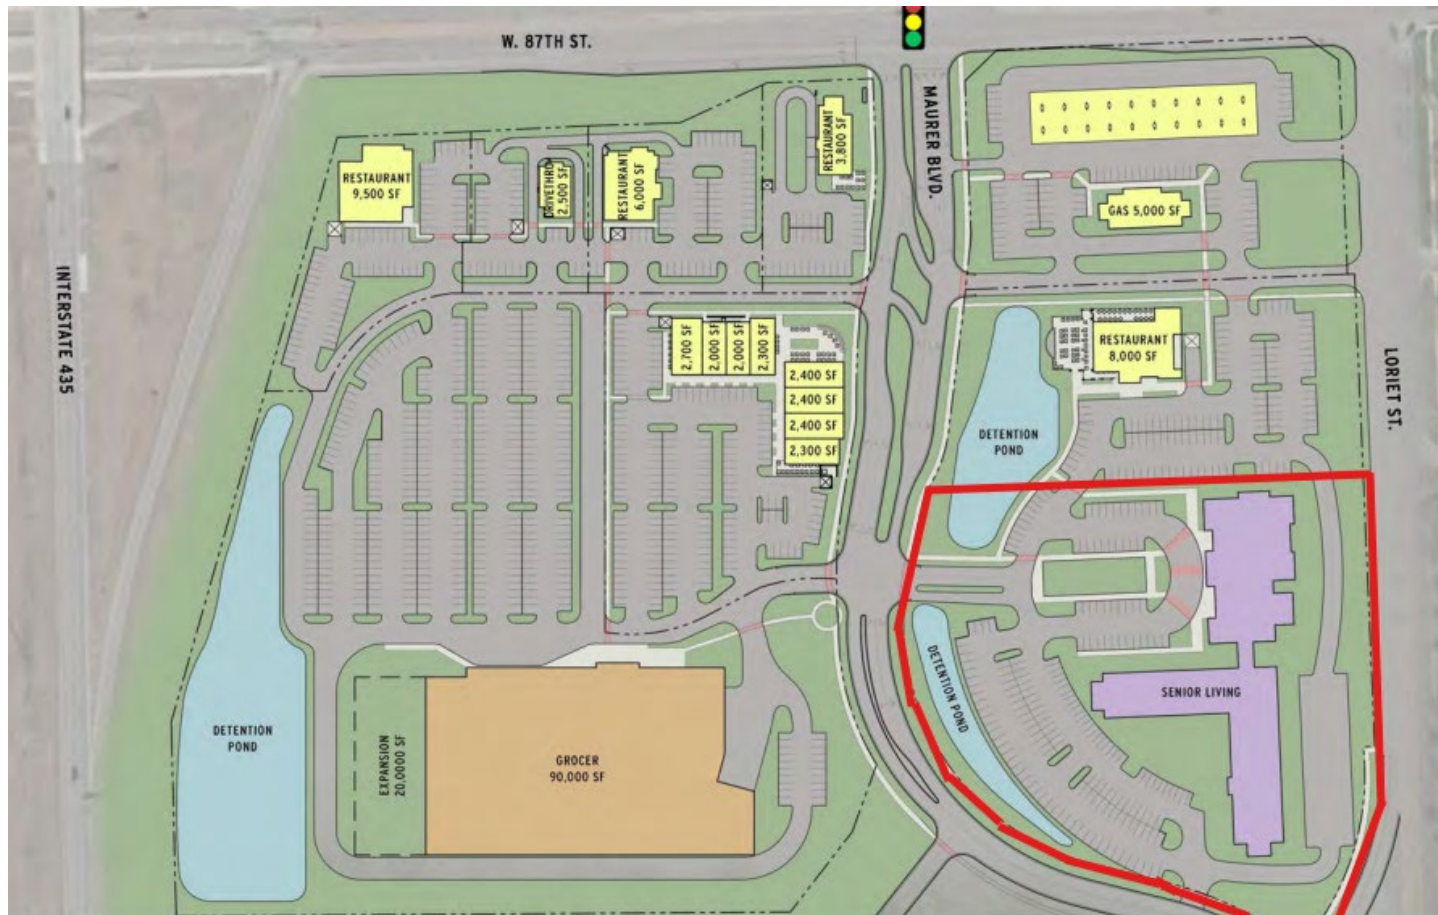 W. 87TH ST.
MAURER BLVD.
INTERSTATE 435
LORIET ST.
RESTAURANT
9,500 SF
DRIVETHRU
2,500 SF
RESTAURANT
6,000 SF
RESTAURANT
3,800 SF
GAS 5,000 SF
2,700 SF
2,000 SF
2,000 SF
2,300 SF
2,400 SF
2,400 SF
2,400 SF
2,300 SF
RESTAURANT
8,000 SF
DETENTION
POND
DETENTION
POND
DETENTION POND
SENIOR LIVING
EXPANSION
20,0000 SF
GROCER
90,000 SF